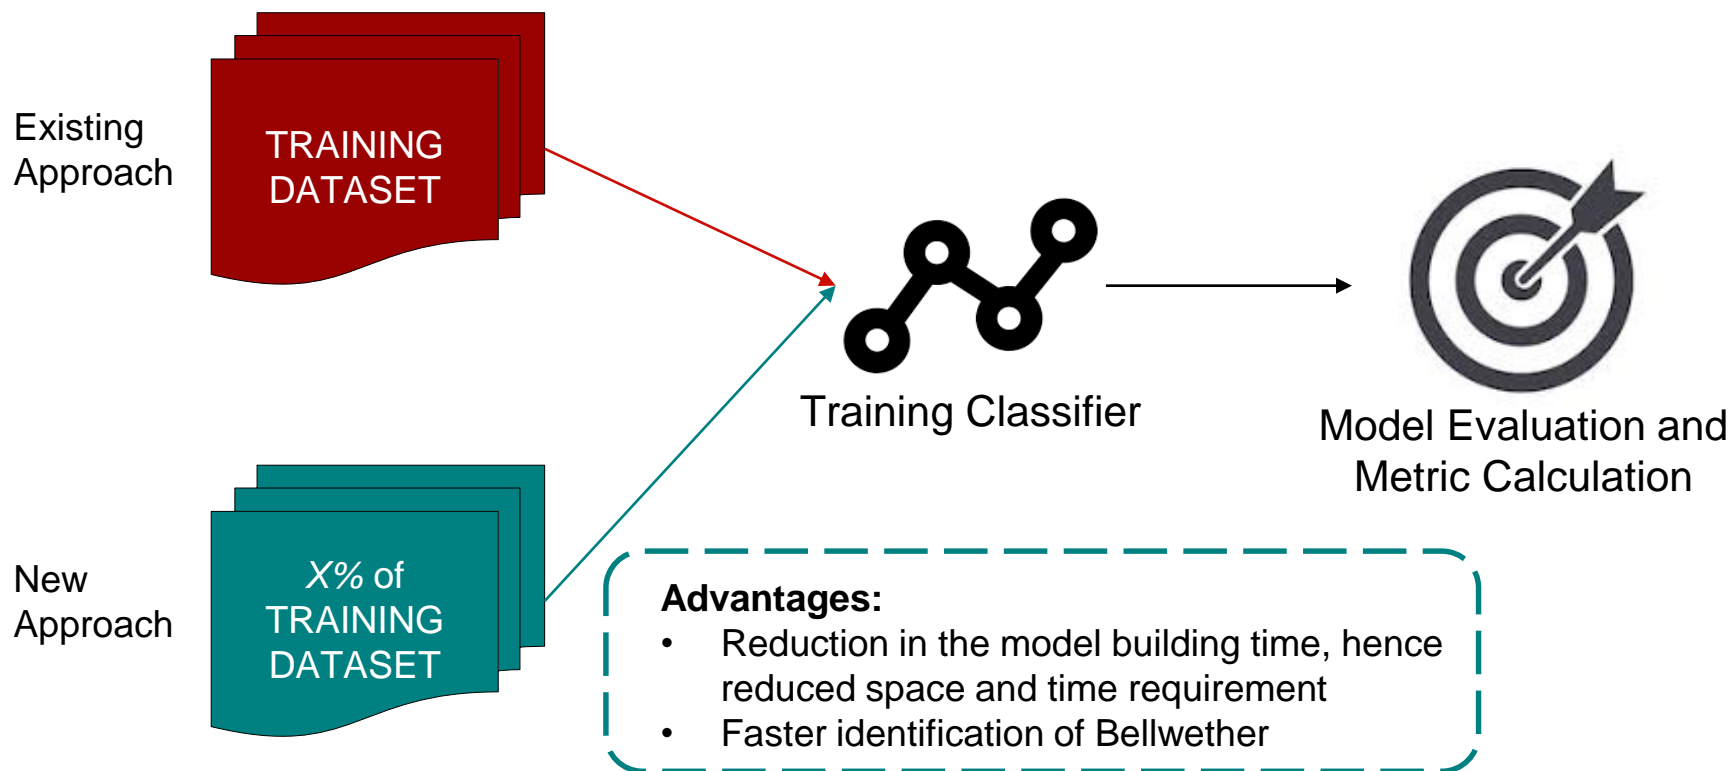 Existing
Approach
TRAINING
DATASET
Training Classifier
Model Evaluation and
Metric Calculation
New
Approach
X% of
TRAINING
DATASET
Advantages:
• Reduction in the model building time, hence
reduced space and time requirement
• Faster identification of Bellwether